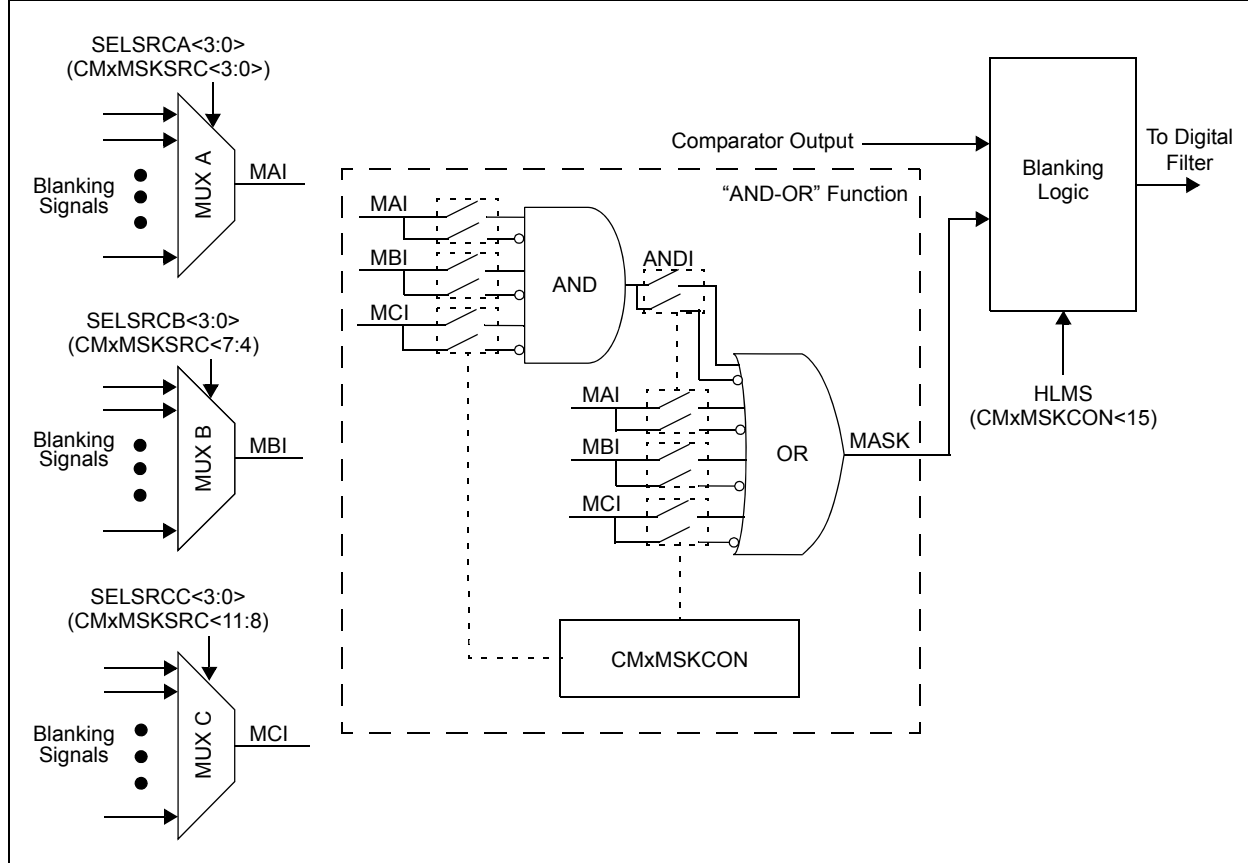 SELSRCA<3:0>
(CMxMSKSRC<3:0>)
MUX A
MAI
Blanking
Signals
SELSRCB<3:0>
(CMxMSKSRC<7:4)
MUX B
MBI
Blanking
Signals
SELSRCC<3:0>
(CMxMSKSRC<11:8)
MUX C
MCI
Blanking
Signals
“AND-OR” Function
MAI
MBI
MCI
AND
ANDI
MAI
MBI
MCI
OR
MASK
CMxMSKCON
Comparator Output
Blanking
Logic
To Digital
Filter
HLMS
(CMxMSKCON<15)